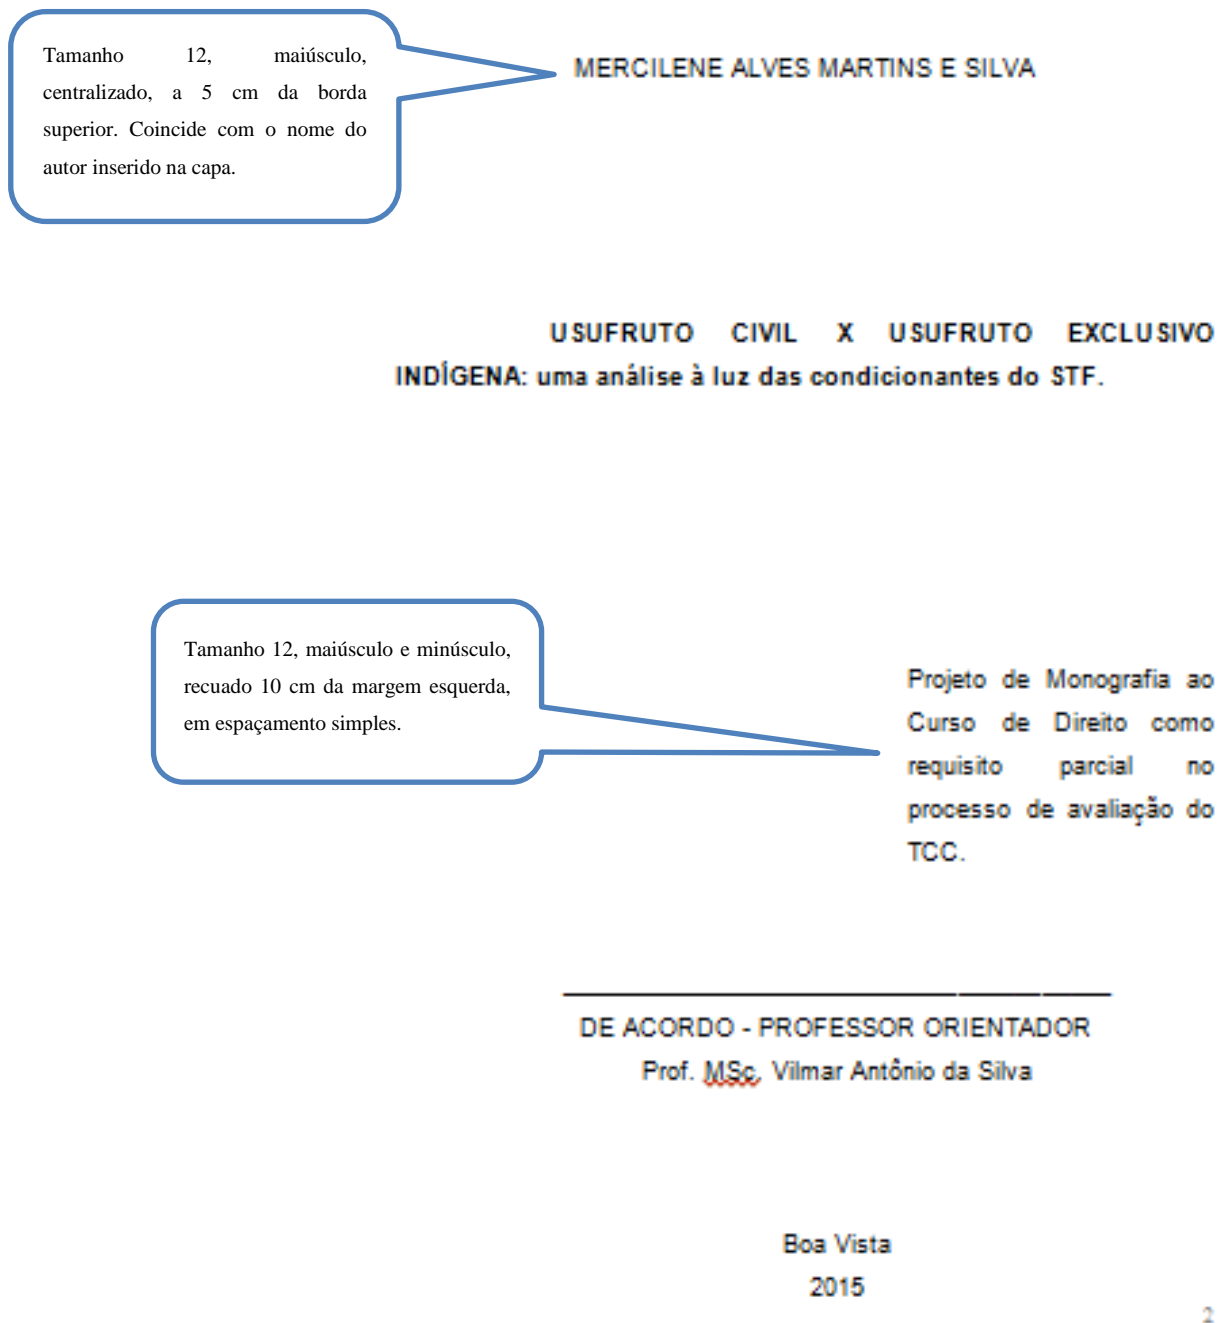 Tamanho 12, maiúsculo,
centralizado, a 5 cm da borda
superior. Coincide com o nome do
autor inserido na capa.
MERCILENE ALVES MARTINS E SILVA
USUFRUTO CIVIL X USUFRUTO EXCLUSIVO
INDÍGENA: uma análise à luz das condicionantes do STF.
Tamanho 12, maiúsculo e minúsculo,
recuado 10 cm da margem esquerda,
em espaçamento simples.
Projeto de Monografia ao
Curso de Direito como
requisito parcial no
processo de avaliação do
TCC.
DE ACORDO - PROFESSOR ORIENTADOR
Prof. MSc. Vilmar Antônio da Silva
Boa Vista
2015
2